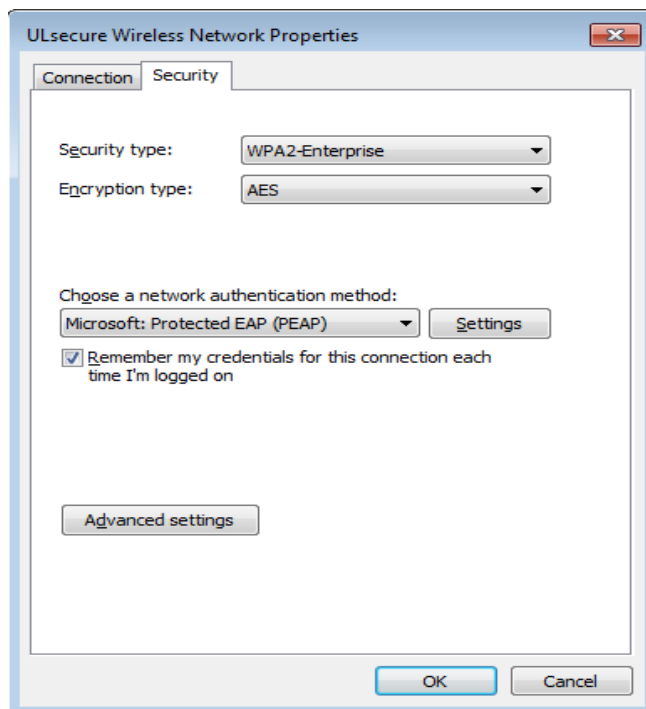 ULsecure Wireless Network Properties
Connection
Security
Security type:
WPA2-Enterprise
Encryption type:
AES
Choose a network authentication method:
Microsoft: Protected EAP (PEAP)
Settings
Remember my credentials for this connection each
time I'm logged on
Advanced settings
OK
Cancel